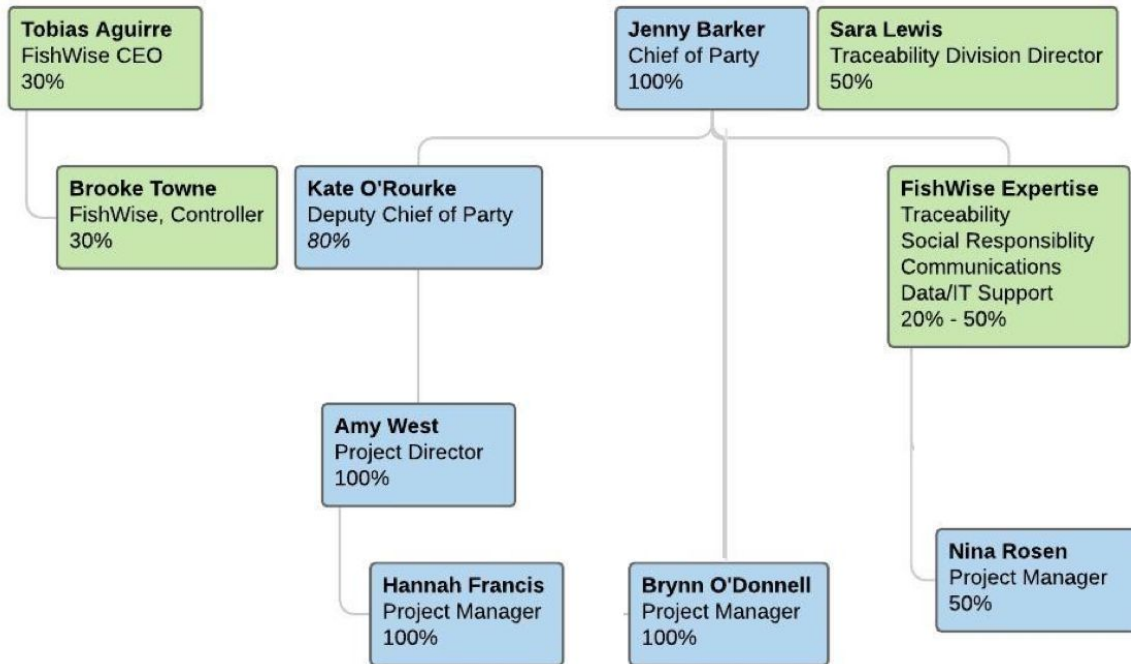 Tobias Aguirre
FishWise CEO
30%
Jenny Barker
Chief of Party
100%
Sara Lewis
Traceability Division Director
50%
Brooke Towne
FishWise, Controller
30%
Kate O'Rourke
Deputy Chief of Party
80%
FishWise Expertise
Traceability
Social Responsiblity
Communications
Data/IT Support
20% - 50%
Amy West
Project Director
100%
Hannah Francis
Project Manager
100%
Brynn O'Donnell
Project Manager
100%
Nina Rosen
Project Manager
50%